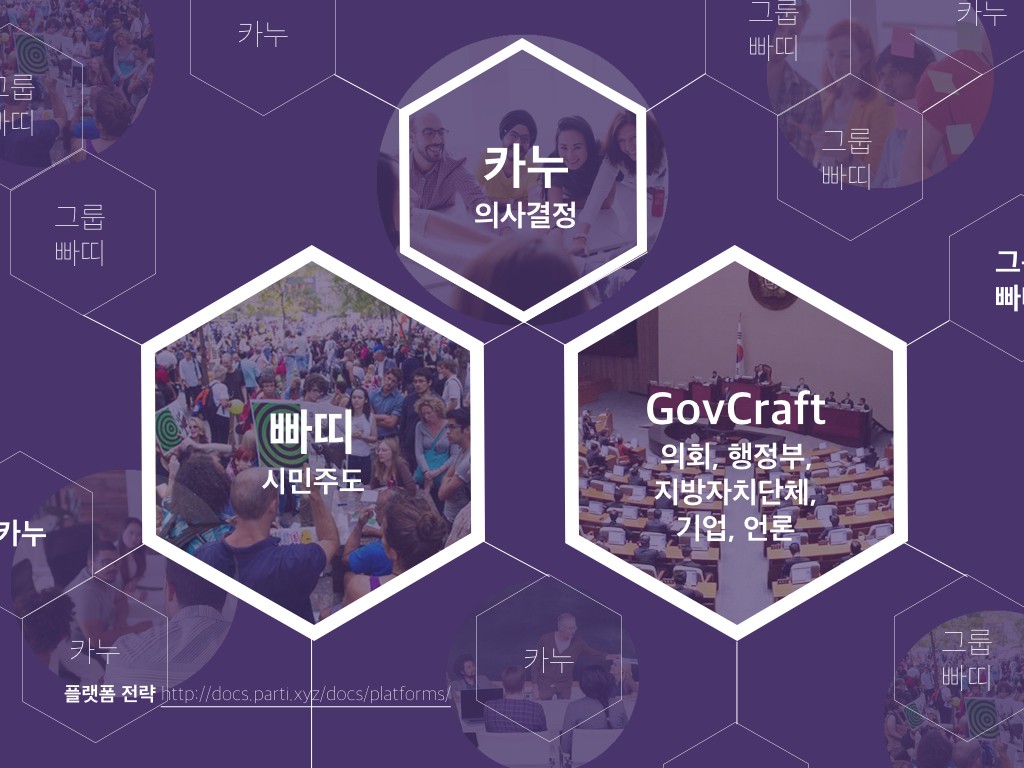 카누
그룹
빠띠
카누
그룹
빠띠
그룹
빠띠
카누
의사결정
그룹
빠띠
그
빠
빠띠
시민주도
GovCraft
의회, 행정부,
지방자치단체,
기업, 언론
카누
카누
카누
그룹
빠띠
플랫폼 전략 http://docs.parti.xyz/docs/platforms/